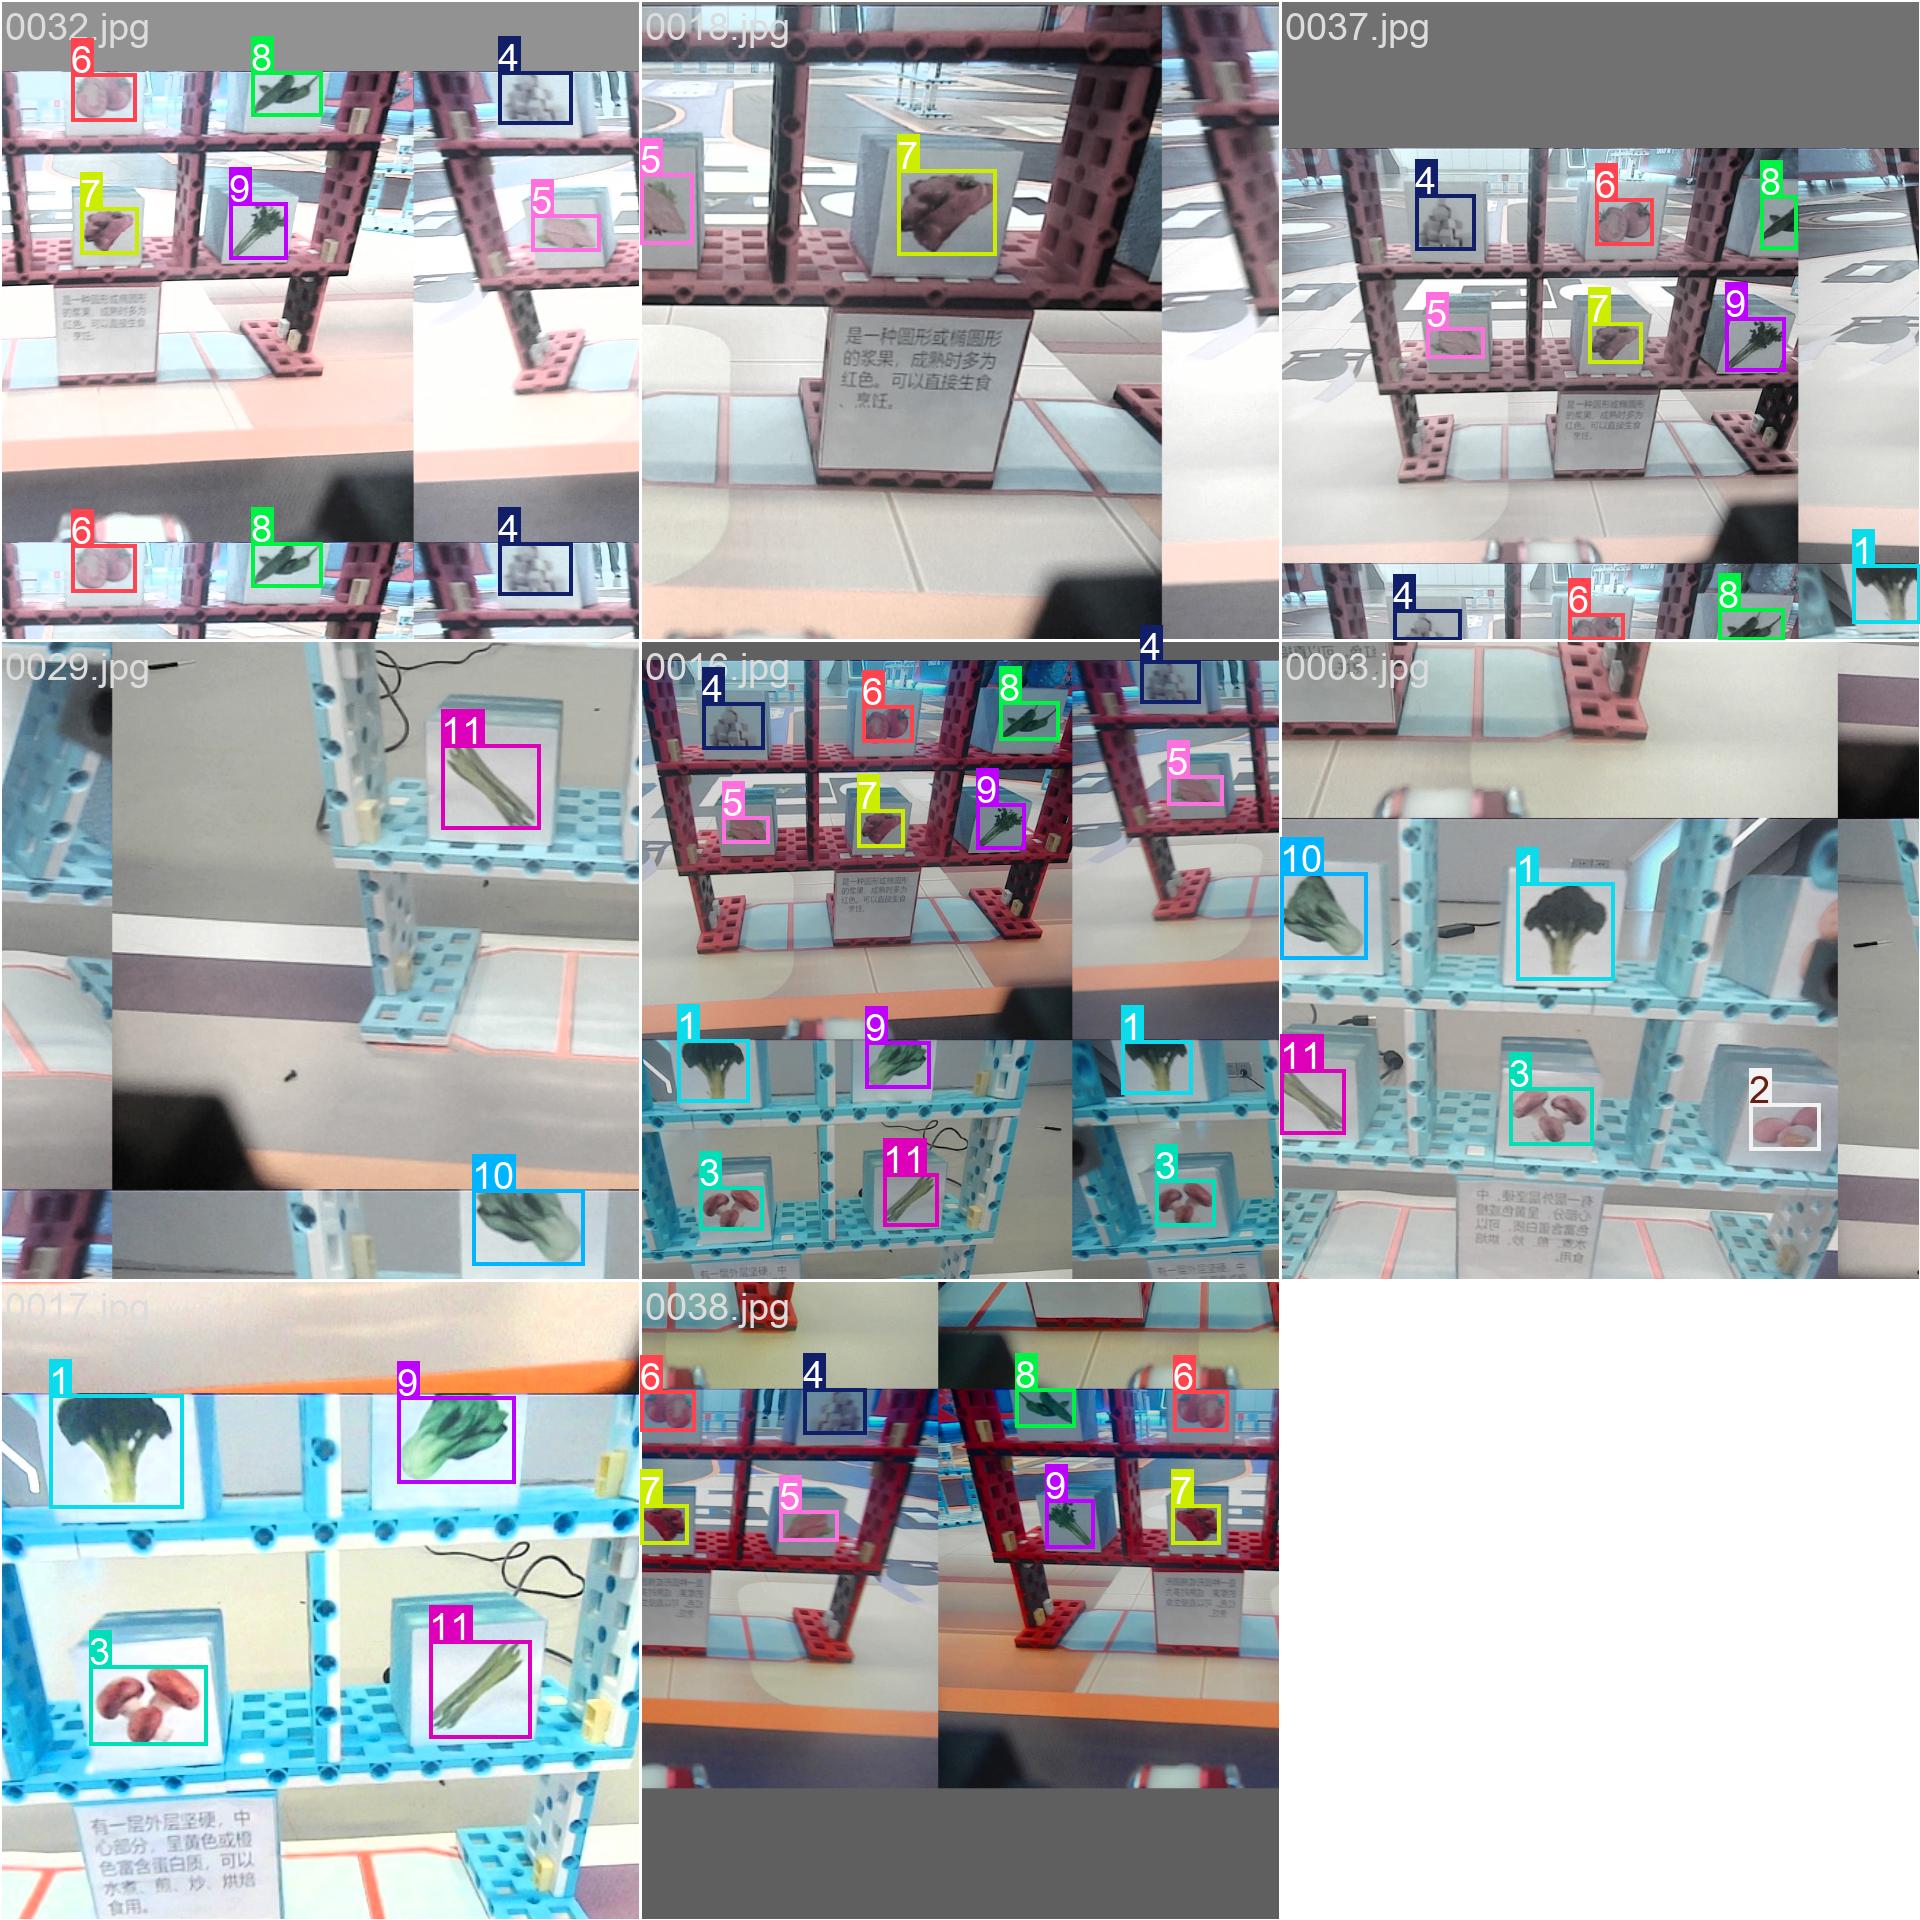 0032.jpg
6
8
4
7
9
5
是一种圆形或椭圆形
的浆果,成熟时多为
红色。可以直接生食
、烹饪。
6
8
4
0018.jpg
5
7
是一种圆形或椭圆形
的浆果,成熟时多为
红色。可以直接生食
、烹饪。
0037.jpg
4
6
8
5
7
9
是一种圆形或椭圆形
的浆果,成熟时多为
红色。可以直接生食
、烹饪。
1
4
6
8
0029.jpg
11
10
4
4
6
8
5
5
7
9
是一种圆形或椭圆形
的浆果,成熟时多为
红色。可以直接生食
、烹饪。
1
9
1
3
11
3
有一层外层坚硬,中
0003.jpg
10
1
11
3
2
有一层外层坚硬,中
心部分,呈黄色或橙
色富含蛋白质,可以
水煮、煎、炒、烘焙
食用。
0017.jpg
1
9
3
11
有一层外层坚硬,中
心部分,呈黄色或橙
色富含蛋白质,可以
水煮、煎、炒、烘焙
食用。
0038.jpg
6
4
8
6
7
5
9
7